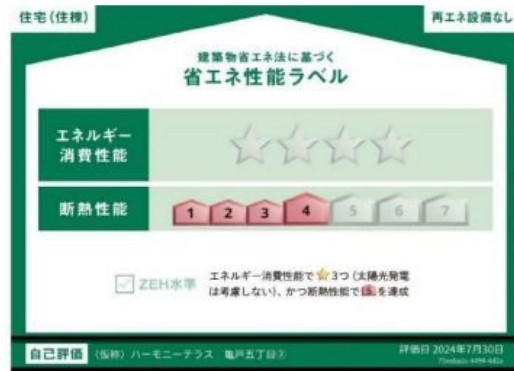 住宅(住棟)
再エネ設備なし
建築物省エネ法に基づく
省エネ性能ラベル
エネルギー
消費性能
断熱性能
1 2 3 4 5 6 7
ZEH水準
エネルギー消費性能で★3つ(太陽光発電
は考慮しない)、かつ断熱性能で5を達成
自己評価
(仮称)ハーモニーテラス 亀戸五丁目②
評価日 2024年7月30日